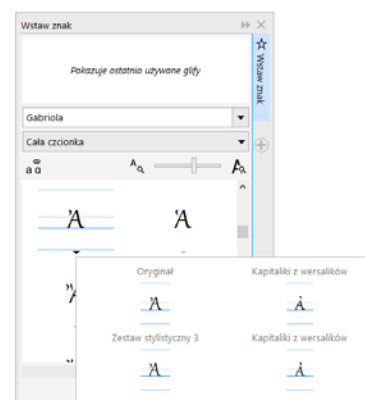 Wstaw znak
Wstaw znak
Pokazuje ostatnio używane glify
Gabriola
Cała czcionka
Oryginał
Kapitaliki z wersalików
Zestaw stylistyczny 3
Kapitaliki z wersalików